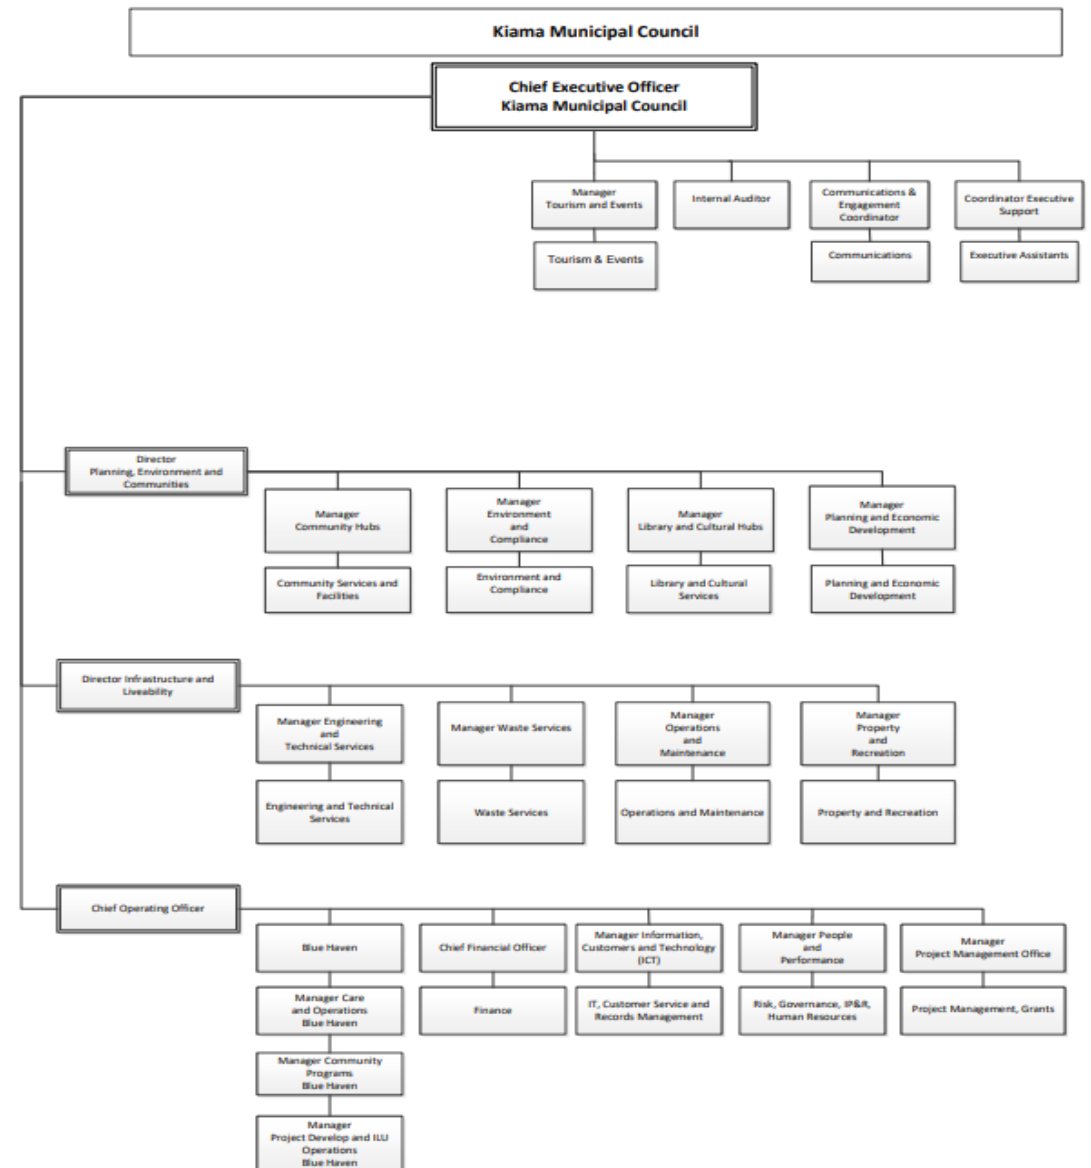 Kiama Municipal Council
Chief Executive Officer
Kiama Municipal Council
Manager
Tourism and Events
Internal Auditor
Communications &
Engagement
Coordinator
Coordinator Executive
Support
Tourism & Events
Communications
Executive Assistants
Director
Planning, Environment and
Communities
Manager
Community Hubs
Manager
Environment
and
Compliance
Manager
Library and Cultural Hubs
Manager
Planning and Economic
Development
Community Services and
Facilities
Environment and
Compliance
Library and Cultural
Services
Planning and Economic
Development
Director Infrastructure and
Liveability
Manager Engineering
and
Technical Services
Manager Waste Services
Manager
Operations
and
Maintenance
Manager
Property
and
Recreation
Engineering and Technical
Services
Waste Services
Operations and Maintenance
Property and Recreation
Chief Operating Officer
Blue Haven
Chief Financial Officer
Manager Information,
Customers and Technology
(ICT)
Manager People
and
Performance
Manager
Project Management Office
Manager Care
and Operations
Blue Haven
Finance
IT, Customer Service and
Records Management
Risk, Governance, IP&R,
Human Resources
Project Management, Grants
Manager Community
Programs
Blue Haven
Manager
Project Develop and ILU
Operations
Blue Haven